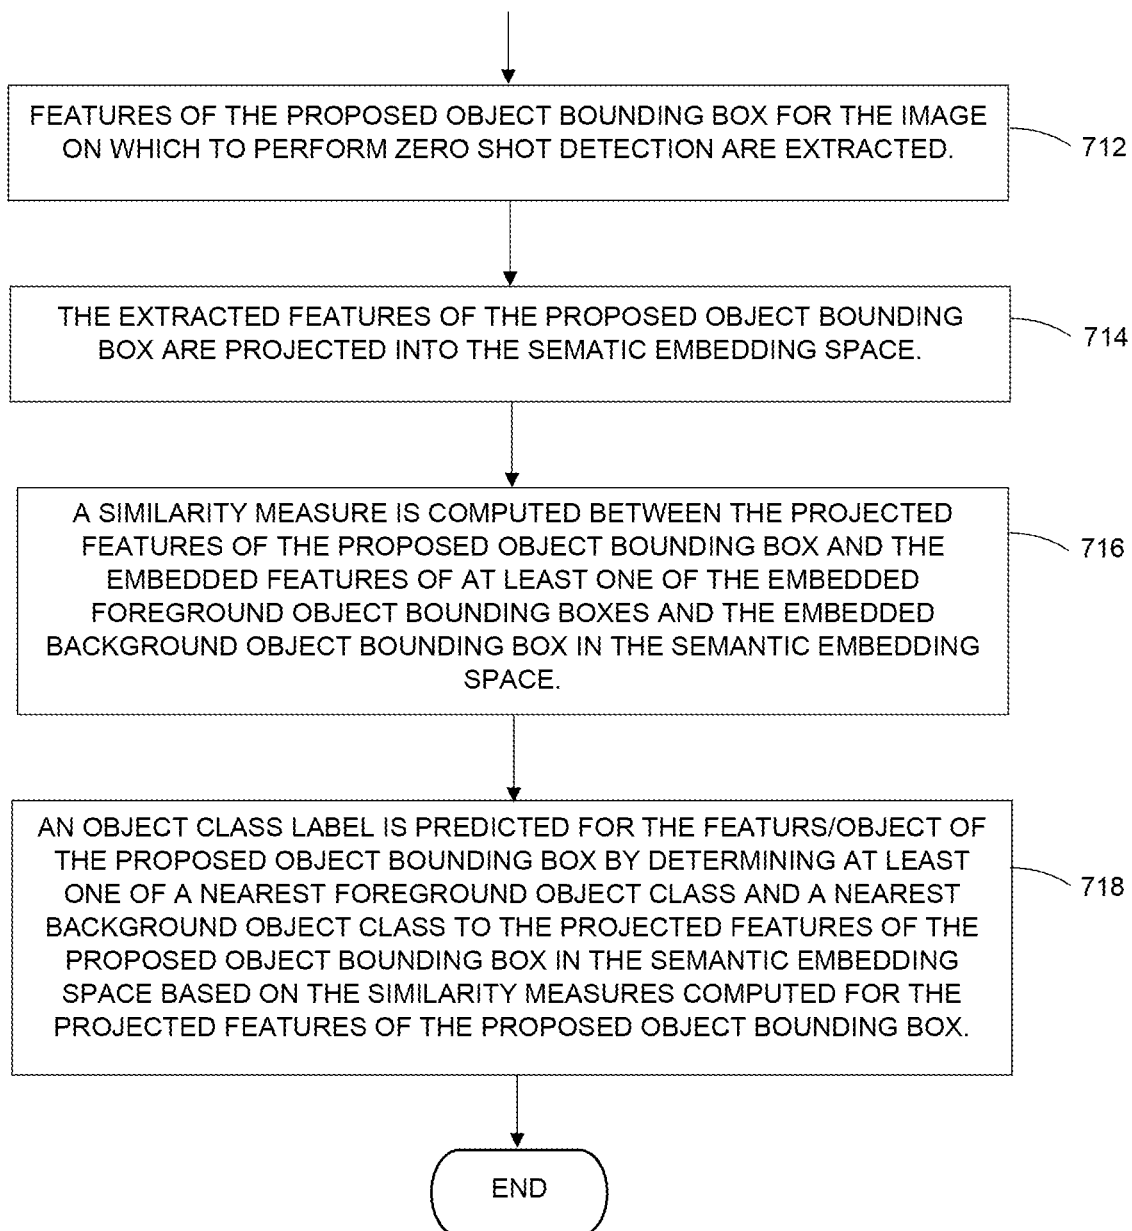 FEATURES OF THE PROPOSED OBJECT BOUNDING BOX FOR THE IMAGE
ON WHICH TO PERFORM ZERO SHOT DETECTION ARE EXTRACTED.
712
THE EXTRACTED FEATURES OF THE PROPOSED OBJECT BOUNDING
BOX ARE PROJECTED INTO THE SEMATIC EMBEDDING SPACE.
714
A SIMILARITY MEASURE IS COMPUTED BETWEEN THE PROJECTED
FEATURES OF THE PROPOSED OBJECT BOUNDING BOX AND THE
EMBEDDED FEATURES OF AT LEAST ONE OF THE EMBEDDED
FOREGROUND OBJECT BOUNDING BOXES AND THE EMBEDDED
BACKGROUND OBJECT BOUNDING BOX IN THE SEMANTIC EMBEDDING
SPACE.
716
AN OBJECT CLASS LABEL IS PREDICTED FOR THE FEATURS/OBJECT OF
THE PROPOSED OBJECT BOUNDING BOX BY DETERMINING AT LEAST
ONE OF A NEAREST FOREGROUND OBJECT CLASS AND A NEAREST
BACKGROUND OBJECT CLASS TO THE PROJECTED FEATURES OF THE
PROPOSED OBJECT BOUNDING BOX IN THE SEMANTIC EMBEDDING
SPACE BASED ON THE SIMILARITY MEASURES COMPUTED FOR THE
PROJECTED FEATURES OF THE PROPOSED OBJECT BOUNDING BOX.
718
END